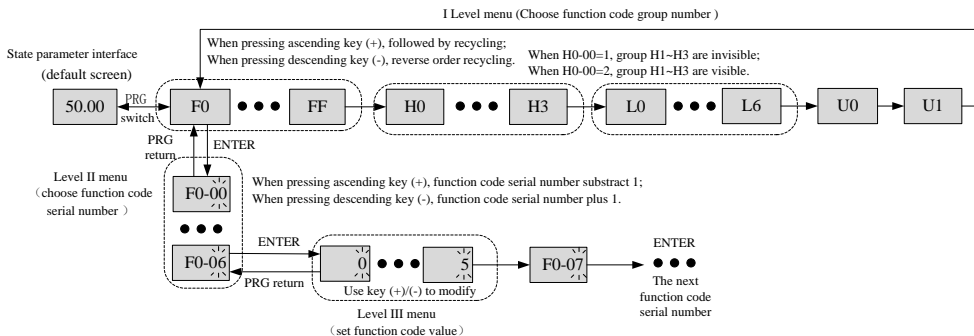 I Level menu (Choose function code group number )
State parameter interface
(default screen)
When pressing ascending key (+), followed by recycling;
When pressing descending key (-), reverse order recycling.
When H0-00=1, group H1~H3 are invisible;
When H0-00=2, group H1~H3 are visible.
50.00
PRG
switch
F0
FF
H0
H3
L0
L6
U0
U1
PRG
return
ENTER
Level II menu
（choose function code
serial number ）
F0-00
When pressing ascending key (+), function code serial number substract 1;
When pressing descending key (-), function code serial number plus 1.
F0-06
ENTER
PRG return
0
5
Use key (+)/(-) to modify
Level III menu
（set function code value）
F0-07
ENTER
The next
function code
serial number